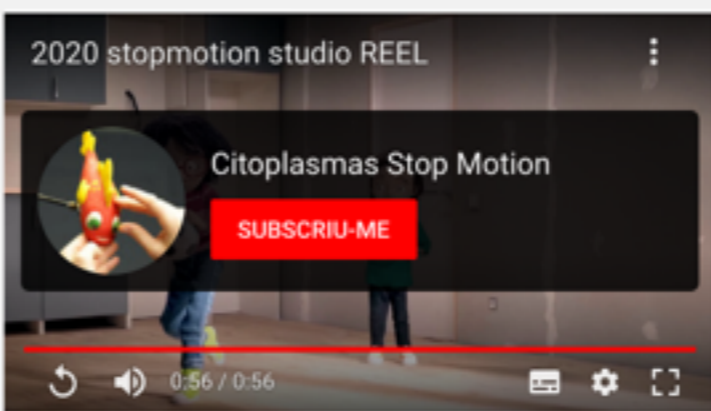 2020 stopmotion studio REEL
Citoplasmas Stop Motion
SUBSCRIU-ME
0:56 / 0:56